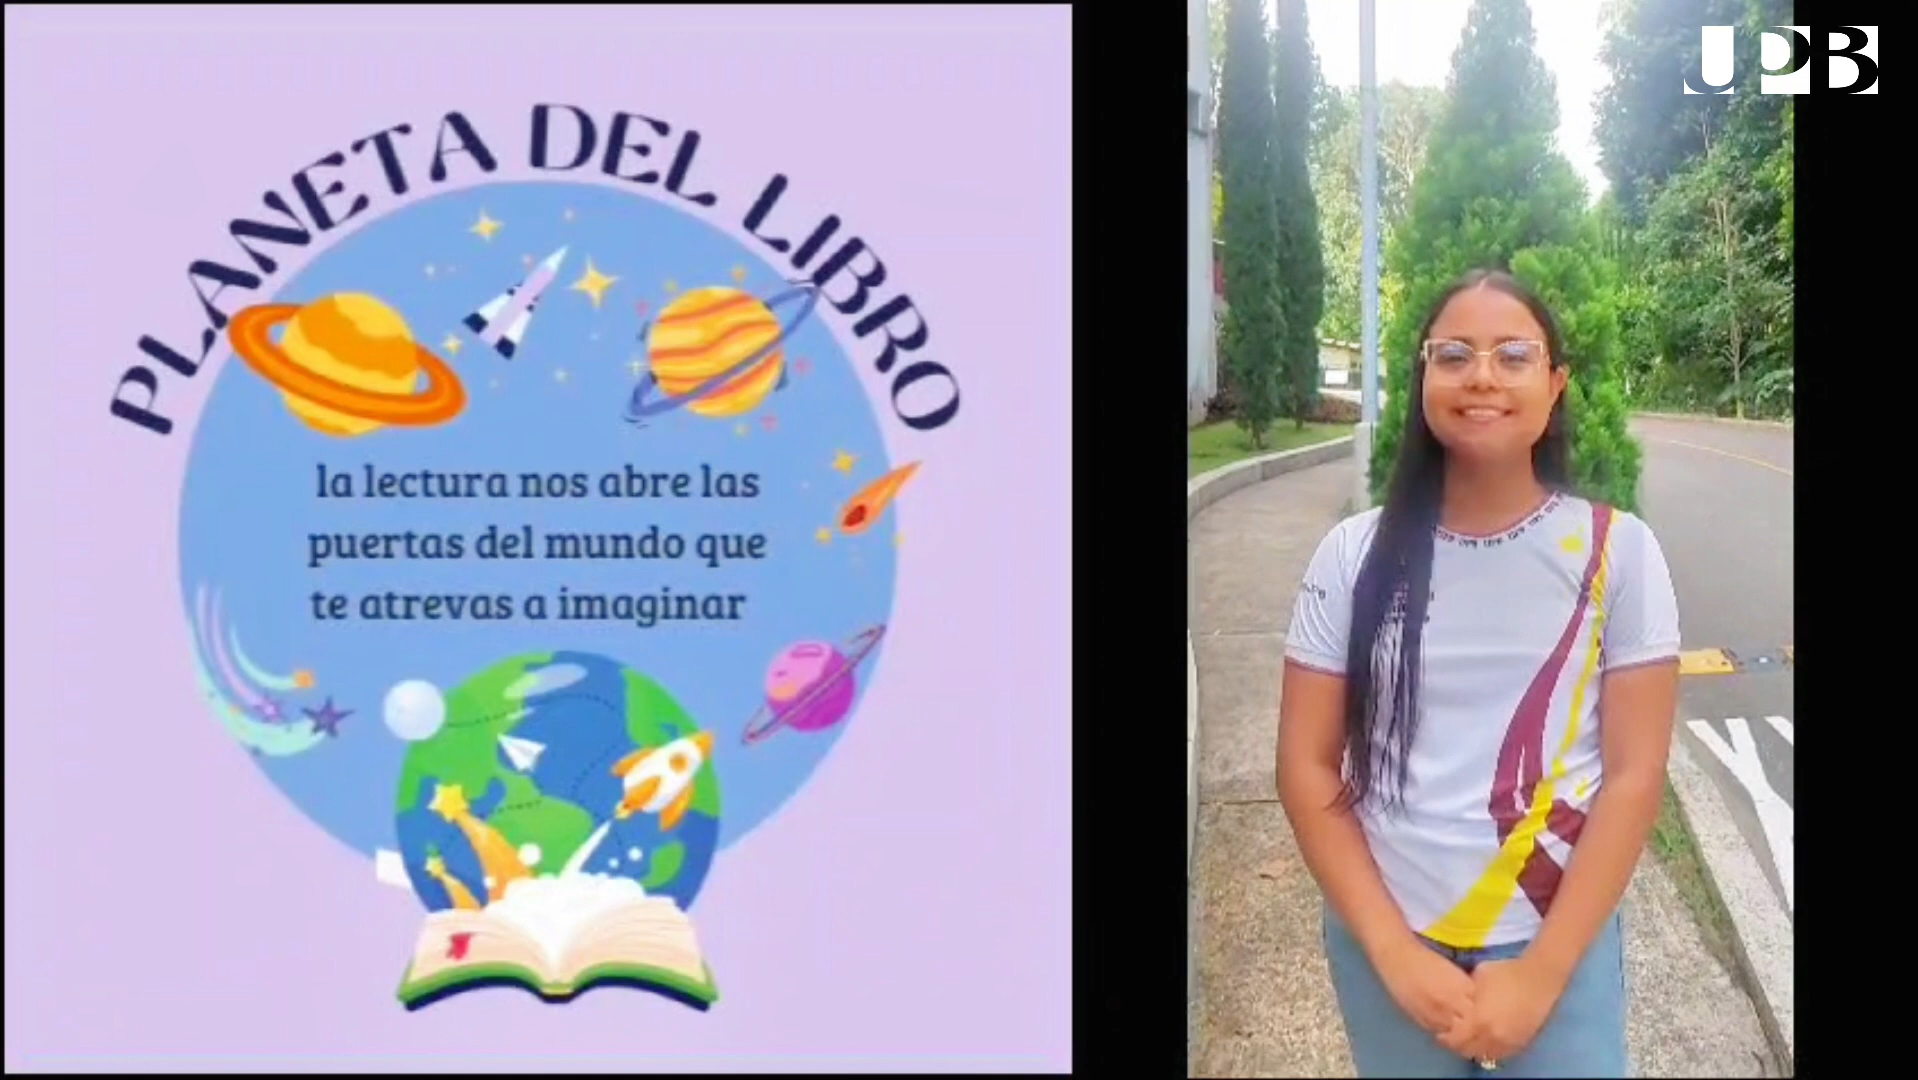 PLANETA DEL LIBRO
la lectura nos abre las
puertas del mundo que
te atrevas a imaginar
UPB